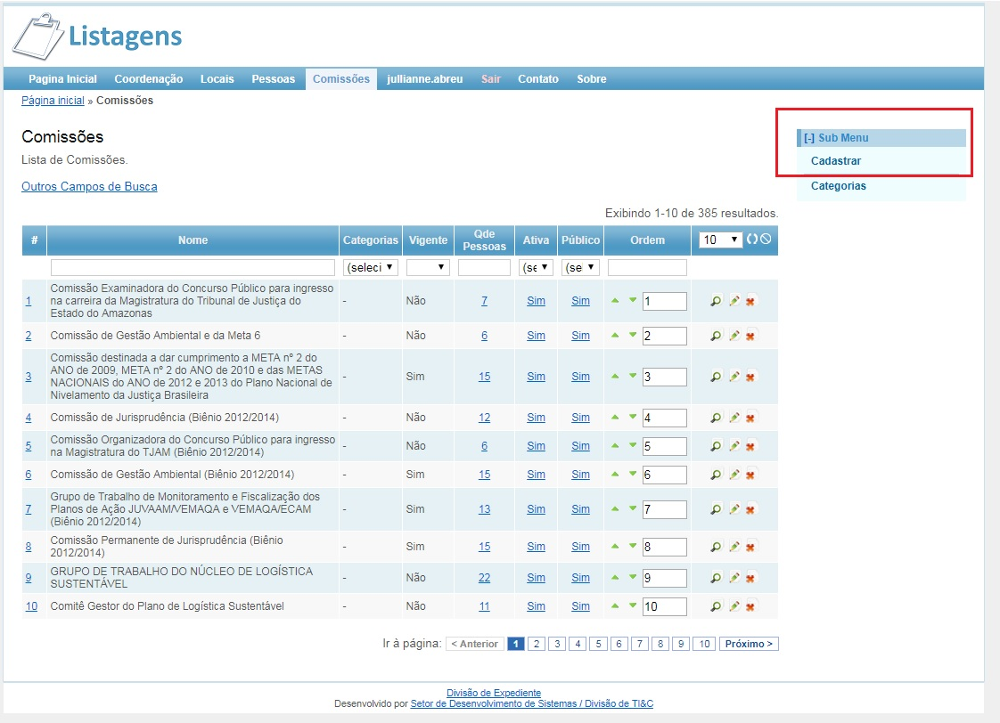 Listagens
Pagina Inicial Coordenação Locais Pessoas Comissões jullianne.abreu Sair Contato Sobre
Página inicial » Comissões
[-] Sub Menu
Cadastrar
Categorias
Comissões
Lista de Comissões.
Outros Campos de Busca
Exibindo 1-10 de 385 resultados.
# Nome Categorias Vigente Qde Pessoas Ativa Público Ordem 10
(seleci (se (se
1 Comissão Examinadora do Concurso Público para ingresso
na carreira da Magistratura do Tribunal de Justiça do
Estado do Amazonas - Não 7 Sim Sim 1
2 Comissão de Gestão Ambiental e da Meta 6 - Não 6 Sim Sim 2
3 Comissão destinada a dar cumprimento a META nº 2 do
ANO de 2009, META nº 2 do ANO de 2010 e das METAS
NACIONAIS do ANO de 2012 e 2013 do Plano Nacional de
Nivelamento da Justiça Brasileira - Sim 15 Sim Sim 3
4 Comissão de Jurisprudência (Biênio 2012/2014) - Não 12 Sim Sim 4
5 Comissão Organizadora do Concurso Público para ingresso
na Magistratura do TJAM (Biênio 2012/2014) - Não 6 Sim Sim 5
6 Comissão de Gestão Ambiental (Biênio 2012/2014) - Sim 15 Sim Sim 6
7 Grupo de Trabalho de Monitoramento e Fiscalização dos
Planos de Ação JUVAAM/VEMAQA e VEMAQA/ECAM
(Biênio 2012/2014) - Sim 13 Sim Sim 7
8 Comissão Permanente de Jurisprudência (Biênio
2012/2014) - Sim 15 Sim Sim 8
9 GRUPO DE TRABALHO DO NÚCLEO DE LOGÍSTICA
SUSTENTÁVEL - Não 22 Sim Sim 9
10 Comitê Gestor do Plano de Logística Sustentável - Não 11 Sim Sim 10
Ir à página: < Anterior 1 2 3 4 5 6 7 8 9 10 Próximo >
Divisão de Expediente
Desenvolvido por Setor de Desenvolvimento de Sistemas / Divisão de TI&C